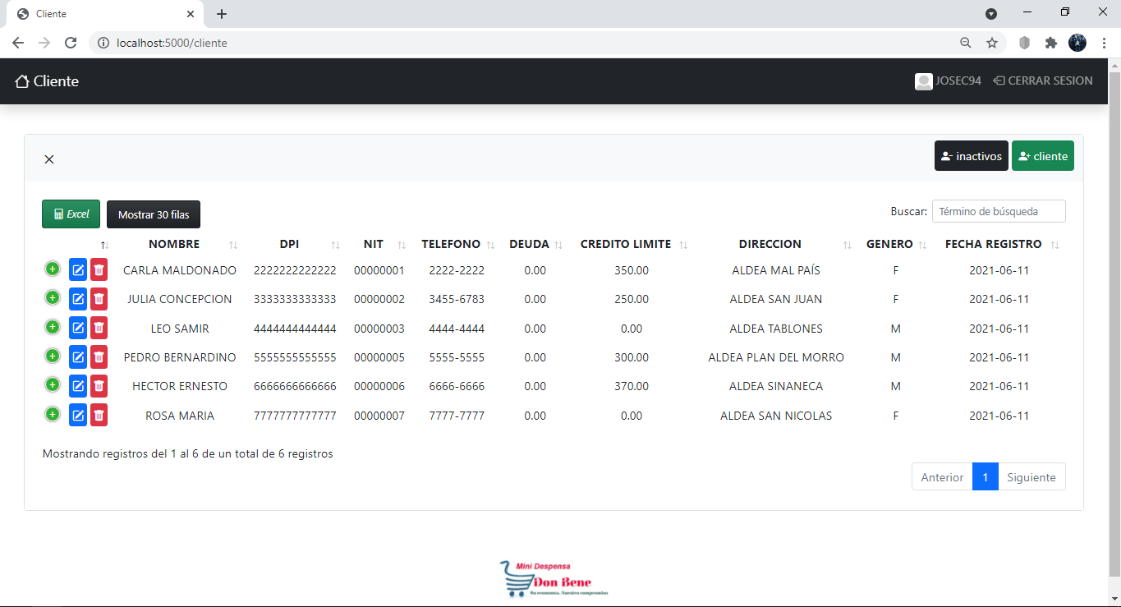 Cliente
localhost:5000/cliente
Cliente
JOSEC94 CERRAR SESION
inactivos cliente
Excel Mostrar 30 filas Buscar: Término de búsqueda
NOMBRE DPI NIT TELEFONO DEUDA CREDITO LIMITE DIRECCION GENERO FECHA REGISTRO
CARLA MALDONADO 2222222222222 00000001 2222-2222 0.00 350.00 ALDEA MAL PAÍS F 2021-06-11
JULIA CONCEPCION 3333333333333 00000002 3455-6783 0.00 250.00 ALDEA SAN JUAN F 2021-06-11
LEO SAMIR 4444444444444 00000003 4444-4444 0.00 0.00 ALDEA TABLONES M 2021-06-11
PEDRO BERNARDINO 5555555555555 00000005 5555-5555 0.00 300.00 ALDEA PLAN DEL MORRO M 2021-06-11
HECTOR ERNESTO 6666666666666 00000006 6666-6666 0.00 370.00 ALDEA SINANECA M 2021-06-11
ROSA MARIA 7777777777777 00000007 7777-7777 0.00 0.00 ALDEA SAN NICOLAS F 2021-06-11
Mostrando registros del 1 al 6 de un total de 6 registros
Anterior 1 Siguiente
Mini Despensa
Don Bene